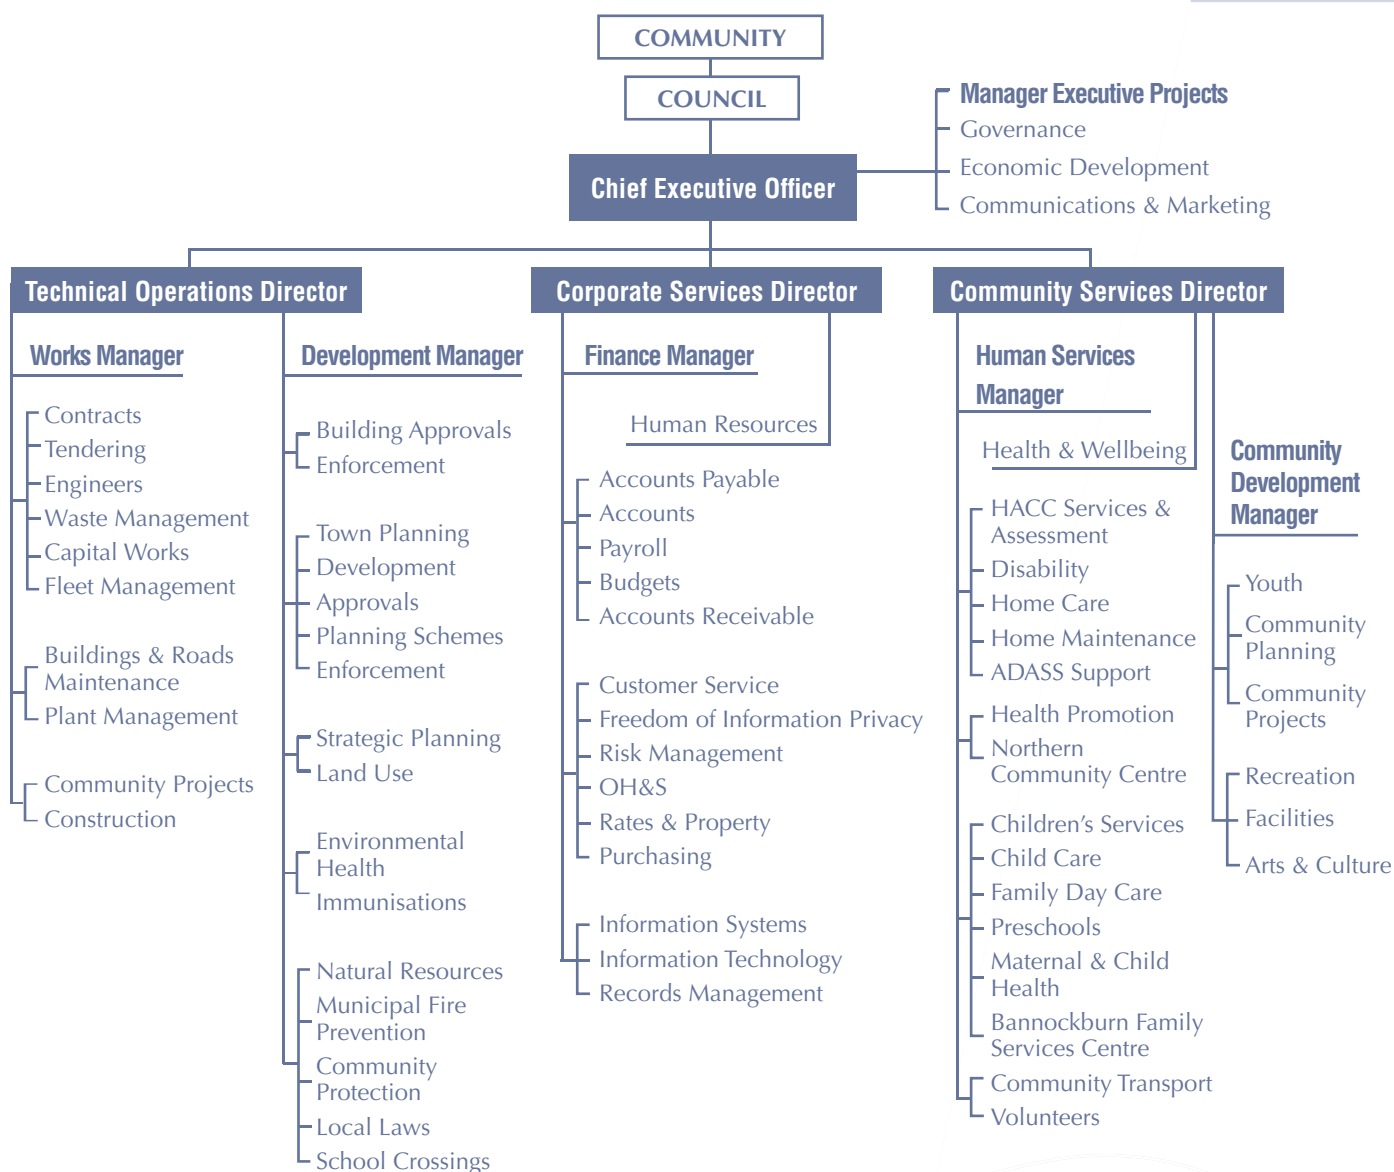 COMMUNITY
COUNCIL
Chief Executive Officer
Manager Executive Projects
Governance
Economic Development
Communications & Marketing
Technical Operations Director
Works Manager
Contracts
Tendering
Engineers
Waste Management
Capital Works
Fleet Management
Buildings & Roads
Maintenance
Plant Management
Community Projects
Construction
Development Manager
Building Approvals
Enforcement
Town Planning
Development
Approvals
Planning Schemes
Enforcement
Strategic Planning
Land Use
Environmental
Health
Immunisations
Natural Resources
Municipal Fire
Prevention
Community
Protection
Local Laws
School Crossings
Corporate Services Director
Finance Manager
Human Resources
Accounts Payable
Accounts
Payroll
Budgets
Accounts Receivable
Customer Service
Freedom of Information Privacy
Risk Management
OH&S
Rates & Property
Purchasing
Information Systems
Information Technology
Records Management
Community Services Director
Human Services
Manager
Health & Wellbeing
HACC Services &
Assessment
Disability
Home Care
Home Maintenance
ADASS Support
Health Promotion
Northern
Community Centre
Children's Services
Child Care
Family Day Care
Preschools
Maternal & Child
Health
Bannockburn Family
Services Centre
Community Transport
Volunteers
Community
Development
Manager
Youth
Community
Planning
Community
Projects
Recreation
Facilities
Arts & Culture